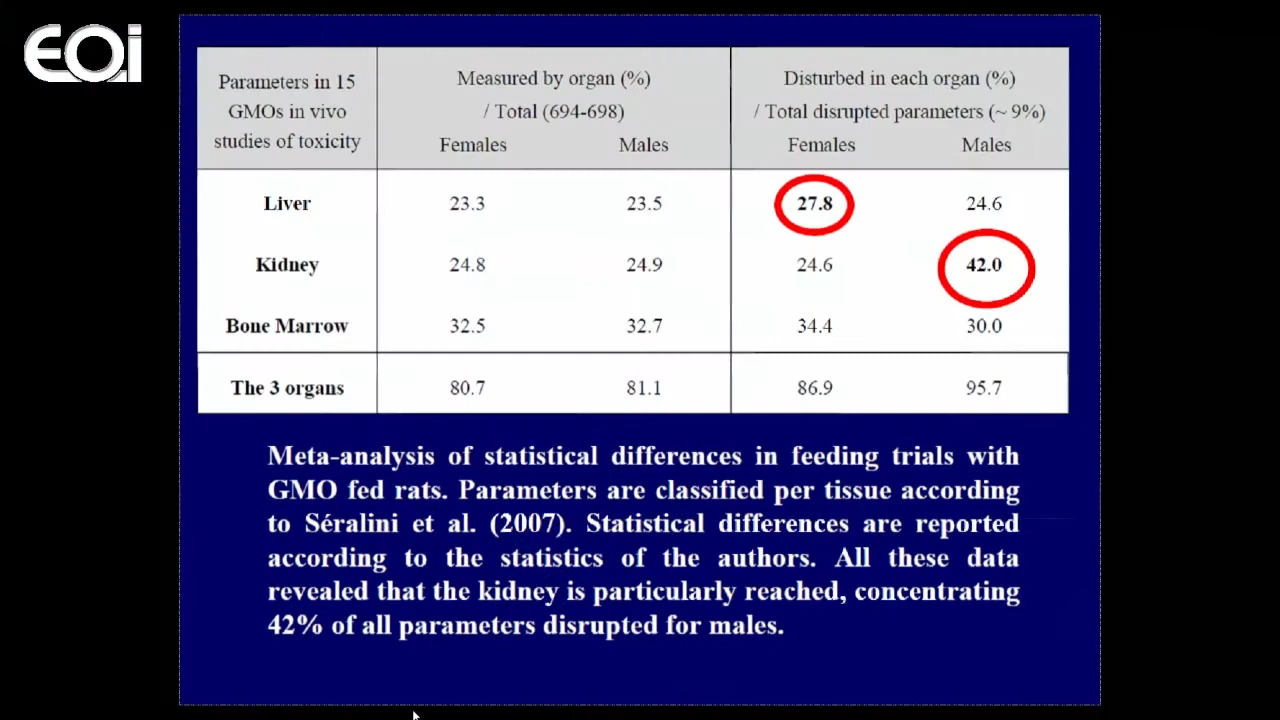 EOi
Parameters in 15
GMOs in vivo
studies of toxicity
Measured by organ (%)
/ Total (694-698)
Females Males
Disturbed in each organ (%)
/ Total disrupted parameters (~ 9%)
Females Males
Liver 23.3 23.5 27.8 24.6
Kidney 24.8 24.9 24.6 42.0
Bone Marrow 32.5 32.7 34.4 30.0
The 3 organs 80.7 81.1 86.9 95.7
Meta-analysis of statistical differences in feeding trials with
GMO fed rats. Parameters are classified per tissue according
to Séralini et al. (2007). Statistical differences are reported
according to the statistics of the authors. All these data
revealed that the kidney is particularly reached, concentrating
42% of all parameters disrupted for males.